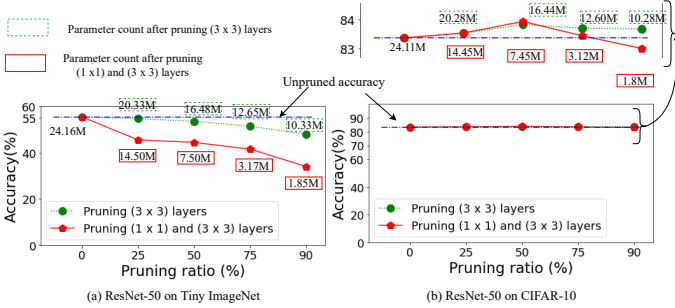 Parameter count after pruning (3 x 3) layers
Parameter count after pruning
(1 x1) and (3 x 3) layers
84
83
20.28M
16.44M
12.60M
10.28M
24.11M
14.45M
7.45M
3.12M
1.8M
Unpruned accuracy
Accuracy(%)
60
55
40
20
0
20.33M
16.48M
12.65M
10.33M
24.16M
14.50M
7.50M
3.17M
1.85M
Pruning (3 x 3) layers
Pruning (1 x 1) and (3 x 3) layers
0 25 50 75 90
Pruning ratio (%)
(a) ResNet-50 on Tiny ImageNet
Accuracy(%)
90
80
70
60
40
20
0
Pruning (3 x 3) layers
Pruning (1 x 1) and (3 x 3) layers
0 25 50 75 90
Pruning ratio (%)
(b) ResNet-50 on CIFAR-10